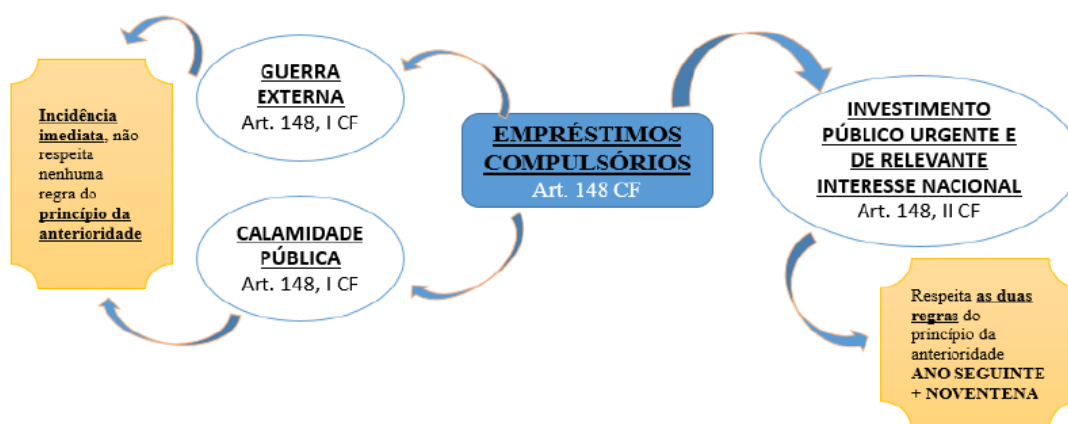 EMPRÉSTIMOS
COMPULSÓRIOS
Art. 148 CF
GUERRA
EXTERNA
Art. 148, I CF
CALAMIDADE
PÚBLICA
Art. 148, I CF
Incidência
imediata, não
respeita
nenhuma
regra do
princípio da
anterioridade
INVESTIMENTO
PÚBLICO URGENTE E
DE RELEVANTE
INTERESSE NACIONAL
Art. 148, II CF
Respeita as duas
regras do
princípio da
anterioridade
ANO SEGUINTE
+ NOVENTENA